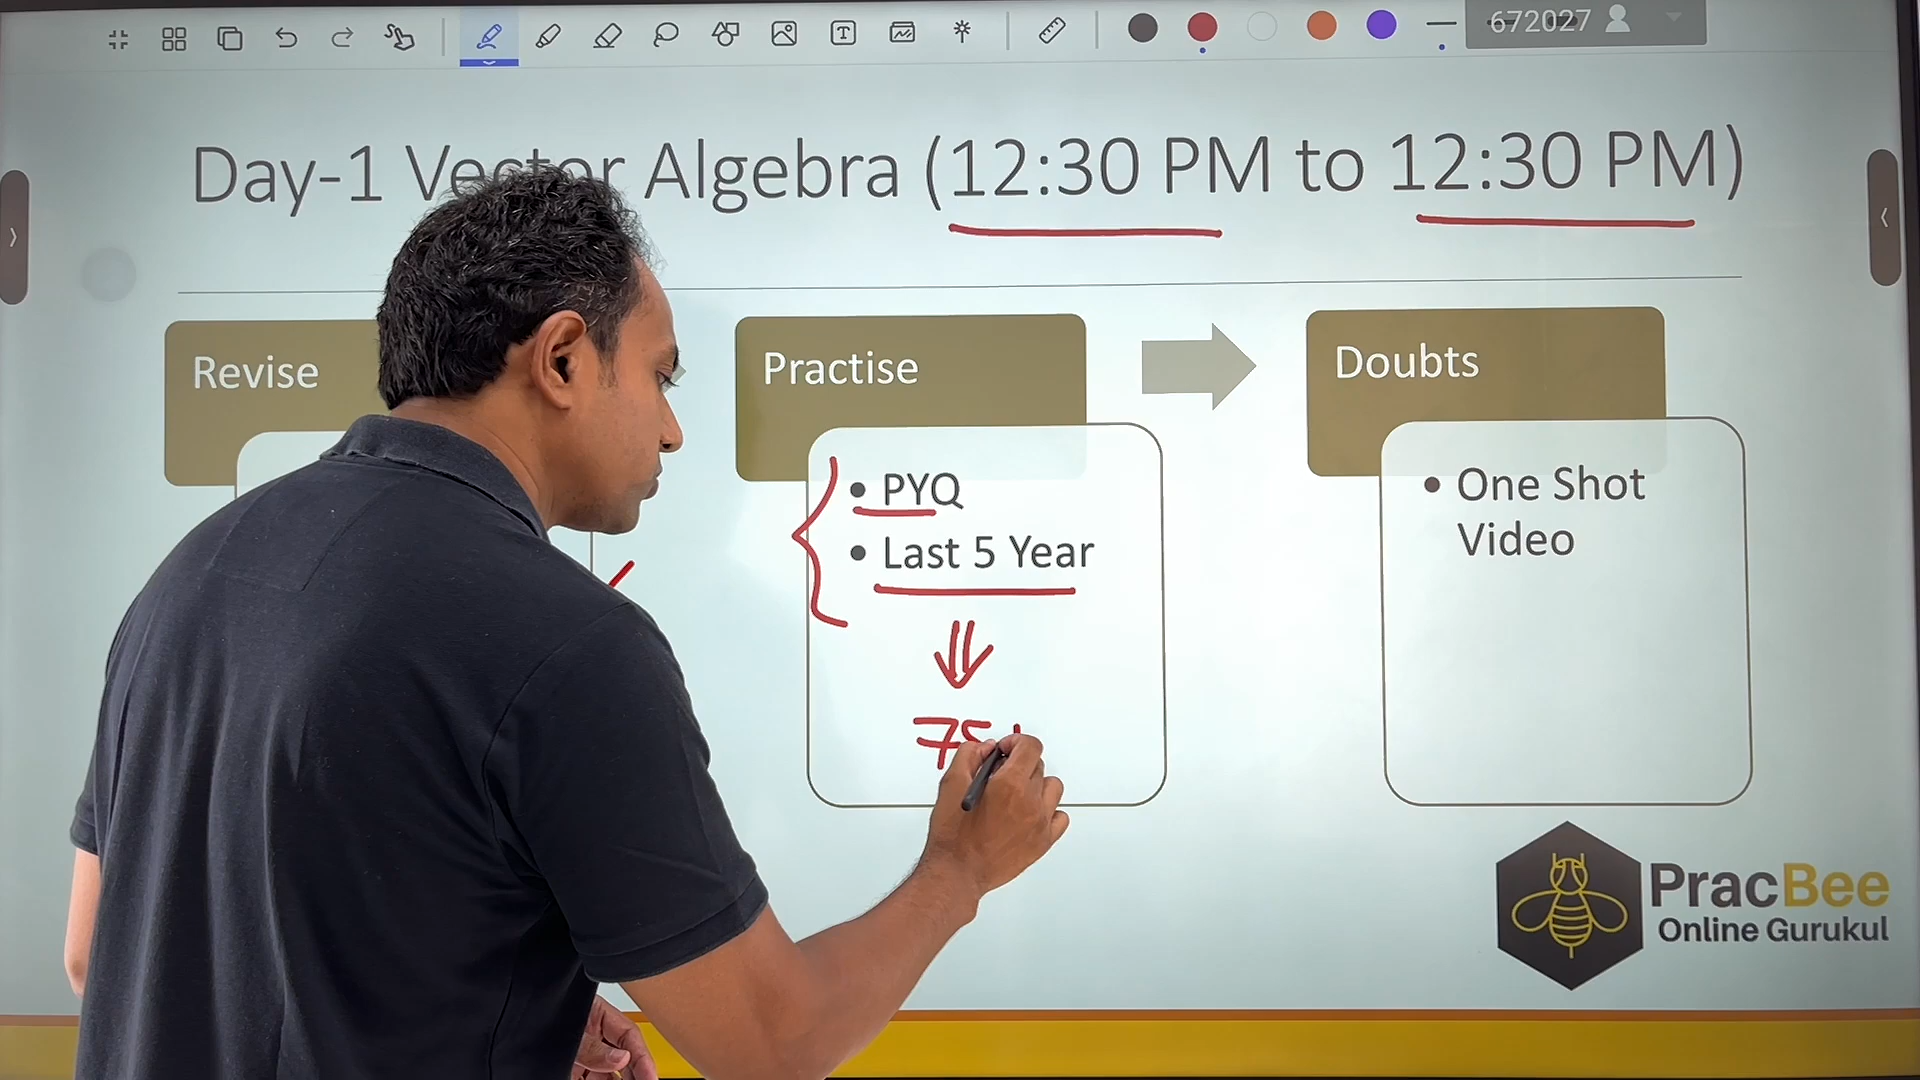 672027
Day-1 Vector Algebra (12:30 PM to 12:30 PM)
Revise
Practise
• PYQ
• Last 5 Year
75
Doubts
• One Shot
Video
PracBee
Online Gurukul